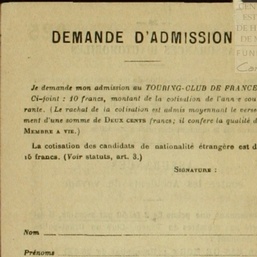 DEMANDE D'ADMISSION
Je demande mon admission au TOURING-CLUB DE FRANCE
Ci-joint : 10 francs, montant de la cotisation de l'anné cou
rante. (Le rachat de la cotisation est admis moyennant le verse
ment d'une somme de DEUX CENTS francs; il confère la qualité d
MEMBRE A VIE.)
La cotisation des candidats de nationalité étrangère est d
15 francs. (Voir statuts, art. 3.)
SIGNATURE :
Nom
Prénoms